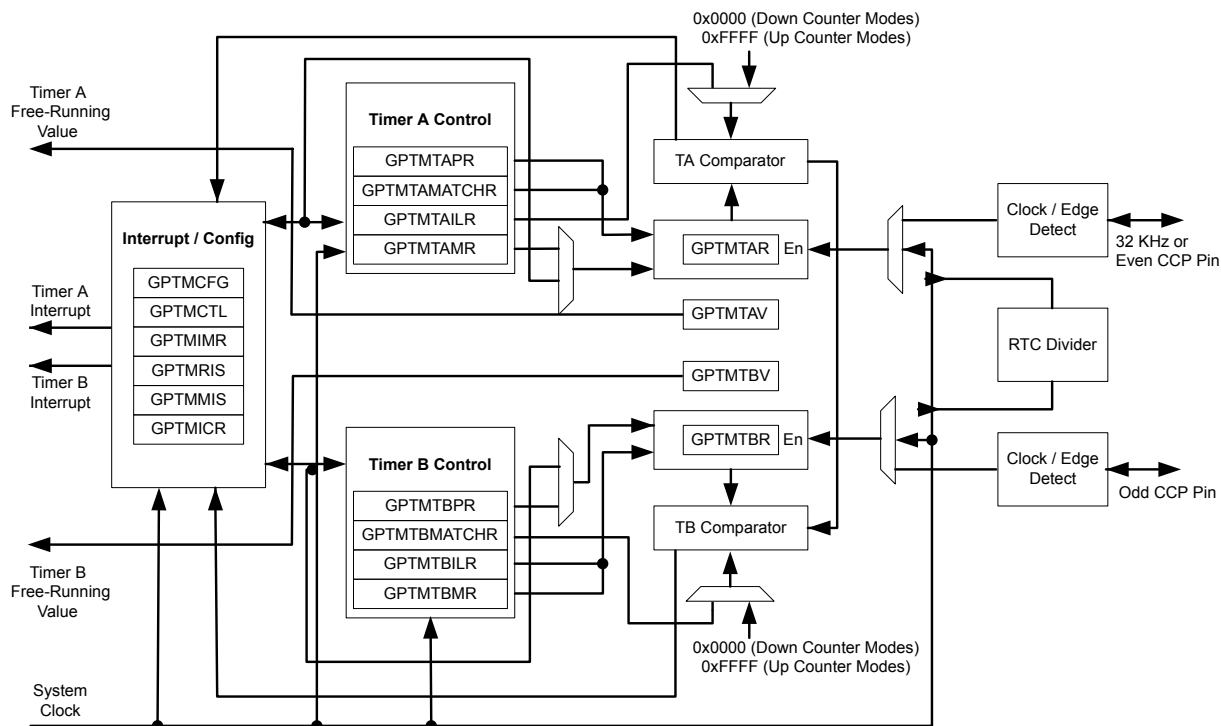 0x0000 (Down Counter Modes)
0xFFFF (Up Counter Modes)
Timer A
Free-Running
Value
Timer A Control
GPTMTAPR
GPTMTAMATCHR
GPTMTAILR
GPTMTAMR
TA Comparator
GPTMTAR
En
Clock / Edge
Detect
32 KHz or
Even CCP Pin
Interrupt / Config
GPTMCFG
GPTMCTL
GPTMIMR
GPTMRIS
GPTMMIS
GPTMICR
Timer A
Interrupt
Timer B
Interrupt
GPTMTAV
GPTMTBV
RTC Divider
Timer B Control
GPTMTBPR
GPTMTBMATCHR
GPTMTBILR
GPTMTBMR
GPTMTBR
En
TB Comparator
Clock / Edge
Detect
Odd CCP Pin
Timer B
Free-Running
Value
0x0000 (Down Counter Modes)
0xFFFF (Up Counter Modes)
System
Clock